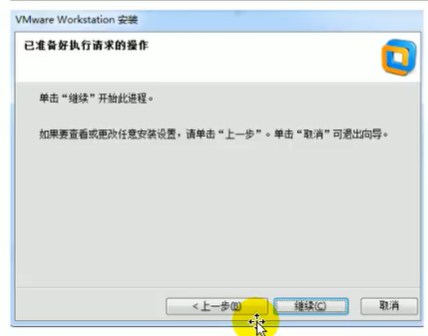 VMware Workstation 安装
已准备好执行请求的操作
单击“继续”开始此进程。
如果要查看或更改任意安装设置，请单击“上一步”。单击“取消”可退出向导。
<上一步(B)
继续(C)
取消